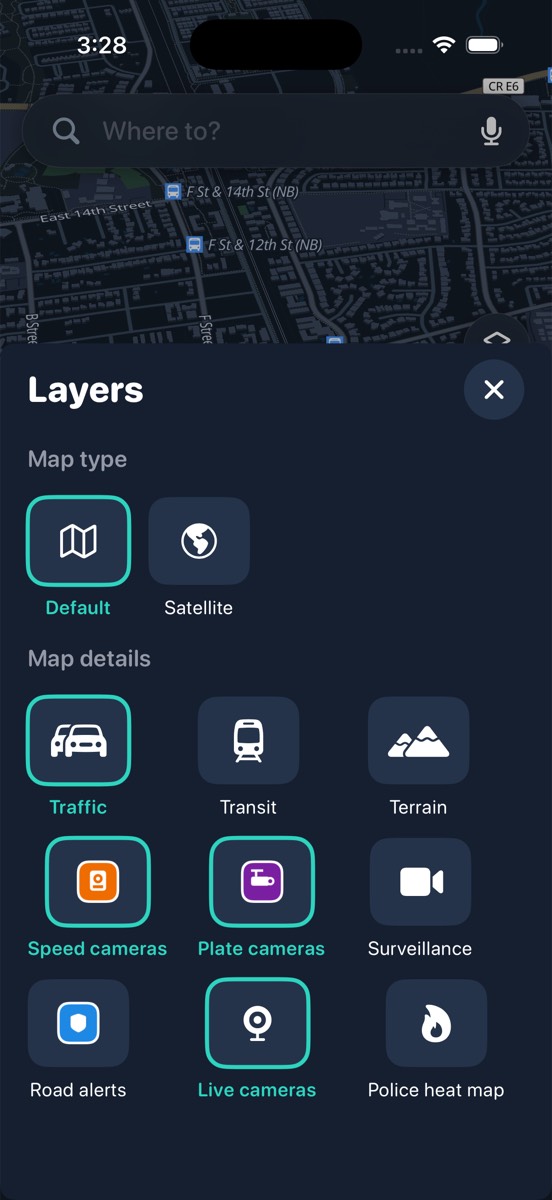 3:28
CR E6
Where to?
F St & 14th St (NB)
East 14th Street
F St & 12th St (NB)
B Stree
F Stree
Layers
Map type
Default
Satellite
Map details
Traffic
Transit
Terrain
Speed cameras
Plate cameras
Surveillance
Road alerts
Live cameras
Police heat map